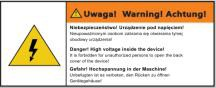 Uwaga! Warning! Achtung!
Niebezpieczeństwo! Urządzenie pod napięciem!
Nieupoważnionym osobom zabrania się otwierania tylnej
obudowy urządzenia!
Danger! High voltage inside the device!
It is forbidden for unauthorized persons to open the back
cover of the device!
Gefahr! Hochspannung in der Maschine!
Unbefugten ist es verboten, den Rücken zu öffnen
Gerätegehäuse!